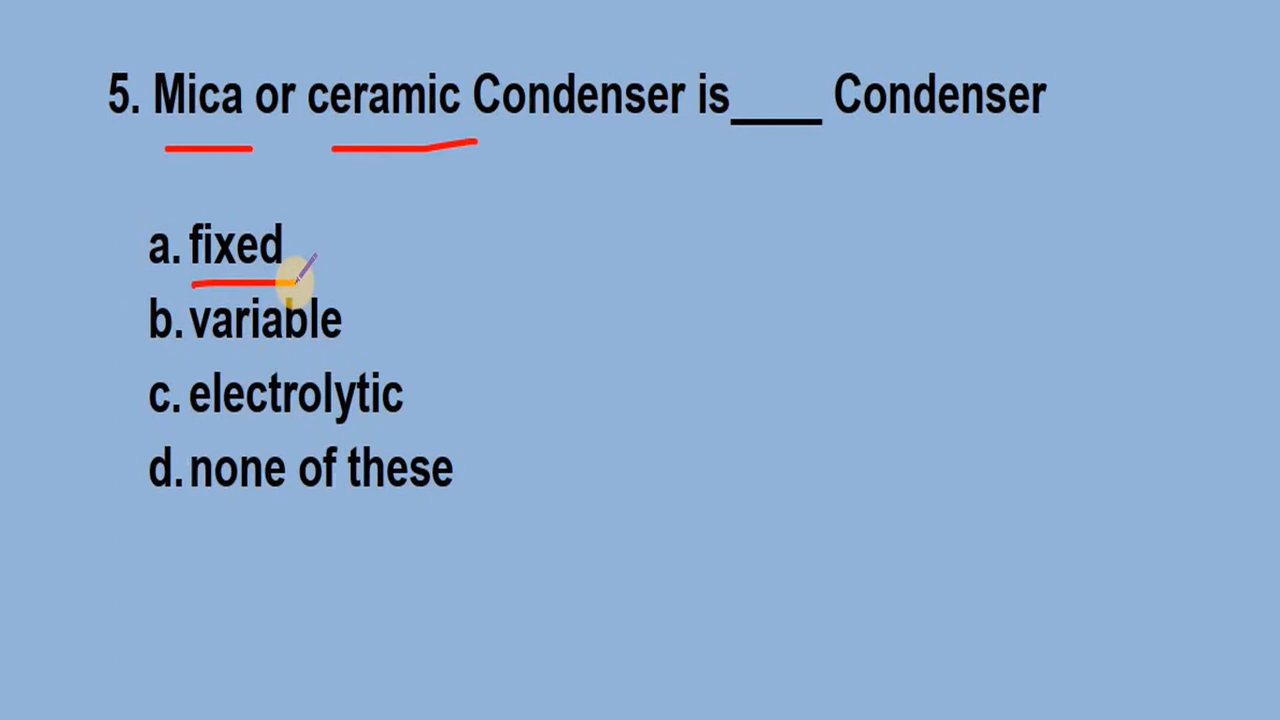 5. Mica or ceramic Condenser is____ Condenser
a. fixed
b. variable
c. electrolytic
d. none of these